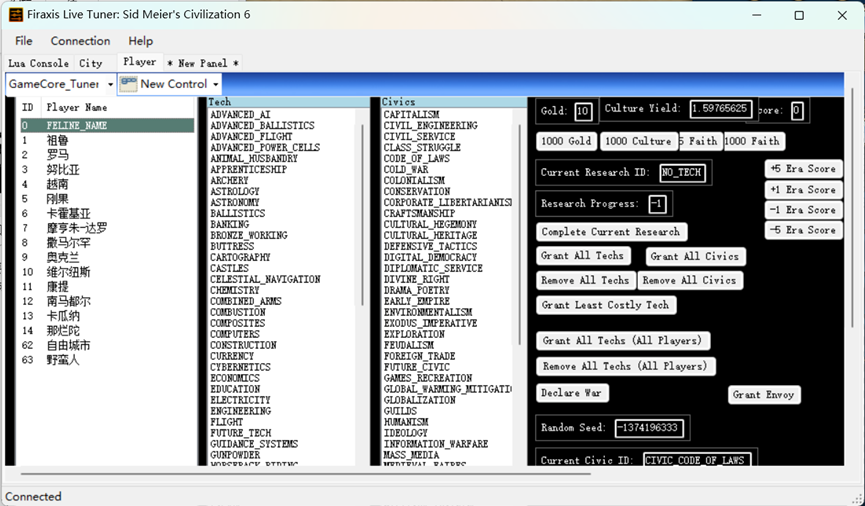 Firaxis Live Tuner: Sid Meier's Civilization 6
File Connection Help
Lua Console City Player * New Panel *
GameCore_Tuner New Control
ID Player Name
0 FELINE_NAME
1 祖鲁
2 罗马
3 努比亚
4 越南
5 刚果
6 卡霍基亚
7 摩亨朱-达罗
8 撒马尔罕
9 奥克兰
10 维尔纽斯
11 康提
12 南马都尔
13 卡瓜纳
14 那烂陀
62 自由城市
63 野蛮人
Tech
ADVANCED_AI
ADVANCED_BALLISTICS
ADVANCED_FLIGHT
ADVANCED_POWER_CELLS
ANIMAL_HUSBANDRY
APPRENTICESHIP
ARCHERY
ASTROLOGY
ASTRONOMY
BALLISTICS
BANKING
BRONZE_WORKING
BUTTRESS
CARTOGRAPHY
CASTLES
CELESTIAL_NAVIGATION
CHEMISTRY
COMBINED_ARMS
COMBUSTION
COMPOSITES
COMPUTERS
CONSTRUCTION
CURRENCY
CYBERNETICS
ECONOMICS
EDUCATION
ELECTRICITY
ENGINEERING
FLIGHT
FUTURE_TECH
GUIDANCE_SYSTEMS
GUNPOWDER
HORSEBACK_RIDING
Civics
CAPITALISM
CIVIL_ENGINEERING
CIVIL_SERVICE
CLASS_STRUGGLE
CODE_OF_LAWS
COLD_WAR
COLONIALISM
CONSERVATION
CORPORATE_LIBERTARIANIS
CRAFTSMANSHIP
CULTURAL_HEGEMONY
CULTURAL_HERITAGE
DEFENSIVE_TACTICS
DIGITAL_DEMOCRACY
DIPLOMATIC_SERVICE
DIVINE_RIGHT
DRAMA_POETRY
EARLY_EMPIRE
ENVIRONMENTALISM
EXODUS_IMPERATIVE
EXPLORATION
FEUDALISM
FOREIGN_TRADE
FUTURE_CIVIC
GAMES_RECREATION
GLOBAL_WARMING_MITIGATIO
GLOBALIZATION
GUILDS
HUMANISM
IDEOLOGY
INFORMATION_WARFARE
MASS_MEDIA
MEDIEVAL_FAIRES
Gold: 10 Culture Yield: 1.59765625 core: 0
1000 Gold 1000 Culture 5 Faith 1000 Faith
Current Research ID: NO_TECH
+5 Era Score
+1 Era Score
Research Progress: -1
-1 Era Score
Complete Current Research
-5 Era Score
Grant All Techs Grant All Civics
Remove All Techs Remove All Civics
Grant Least Costly Tech
Grant All Techs (All Players)
Remove All Techs (All Players)
Declare War Grant Envoy
Random Seed: -1374196333
Current Civic ID: CIVIC_CODE_OF_LAWS
Connected